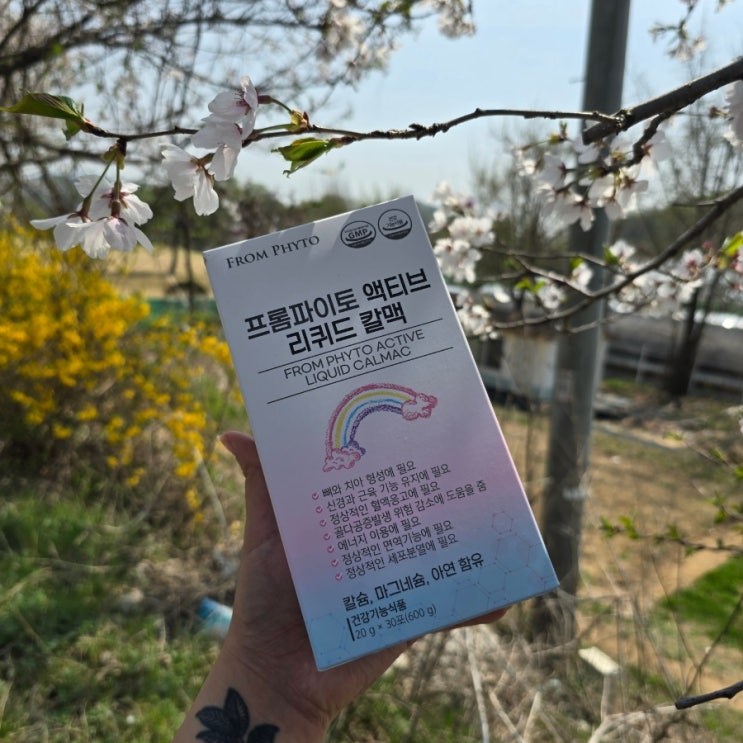 FROM PHYTO
GMP
프롬파이토 액티브
리퀴드 칼맥
FROM PHYTO ACTIVE
LIQUID CALMAC
뼈와 치아 형성에 필요
신경과 근육 기능 유지에 필요
정상적인 혈액응고에 필요
골다공증발생 위험 감소에 도움을 줌
에너지 이용에 필요
정상적인 면역기능에 필요
정상적인 세포분열에 필요
칼슘, 마그네슘, 아연 함유
건강기능식품
20 g × 30포(600 g)